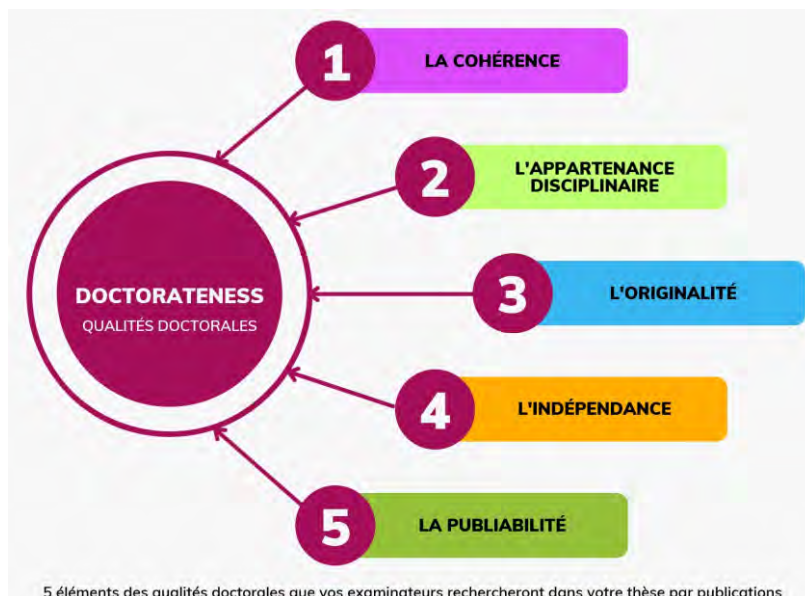 1
LA COHÉRENCE
2
L'APPARTENANCE
DISCIPLINAIRE
DOCTORATENESS
QUALITÉS DOCTORALES
3
L'ORIGINALITÉ
4
L'INDÉPENDANCE
5
LA PUBLIABILITÉ
5 éléments des qualités doctorales que vos examinateurs rechercheront dans votre thèse par publications